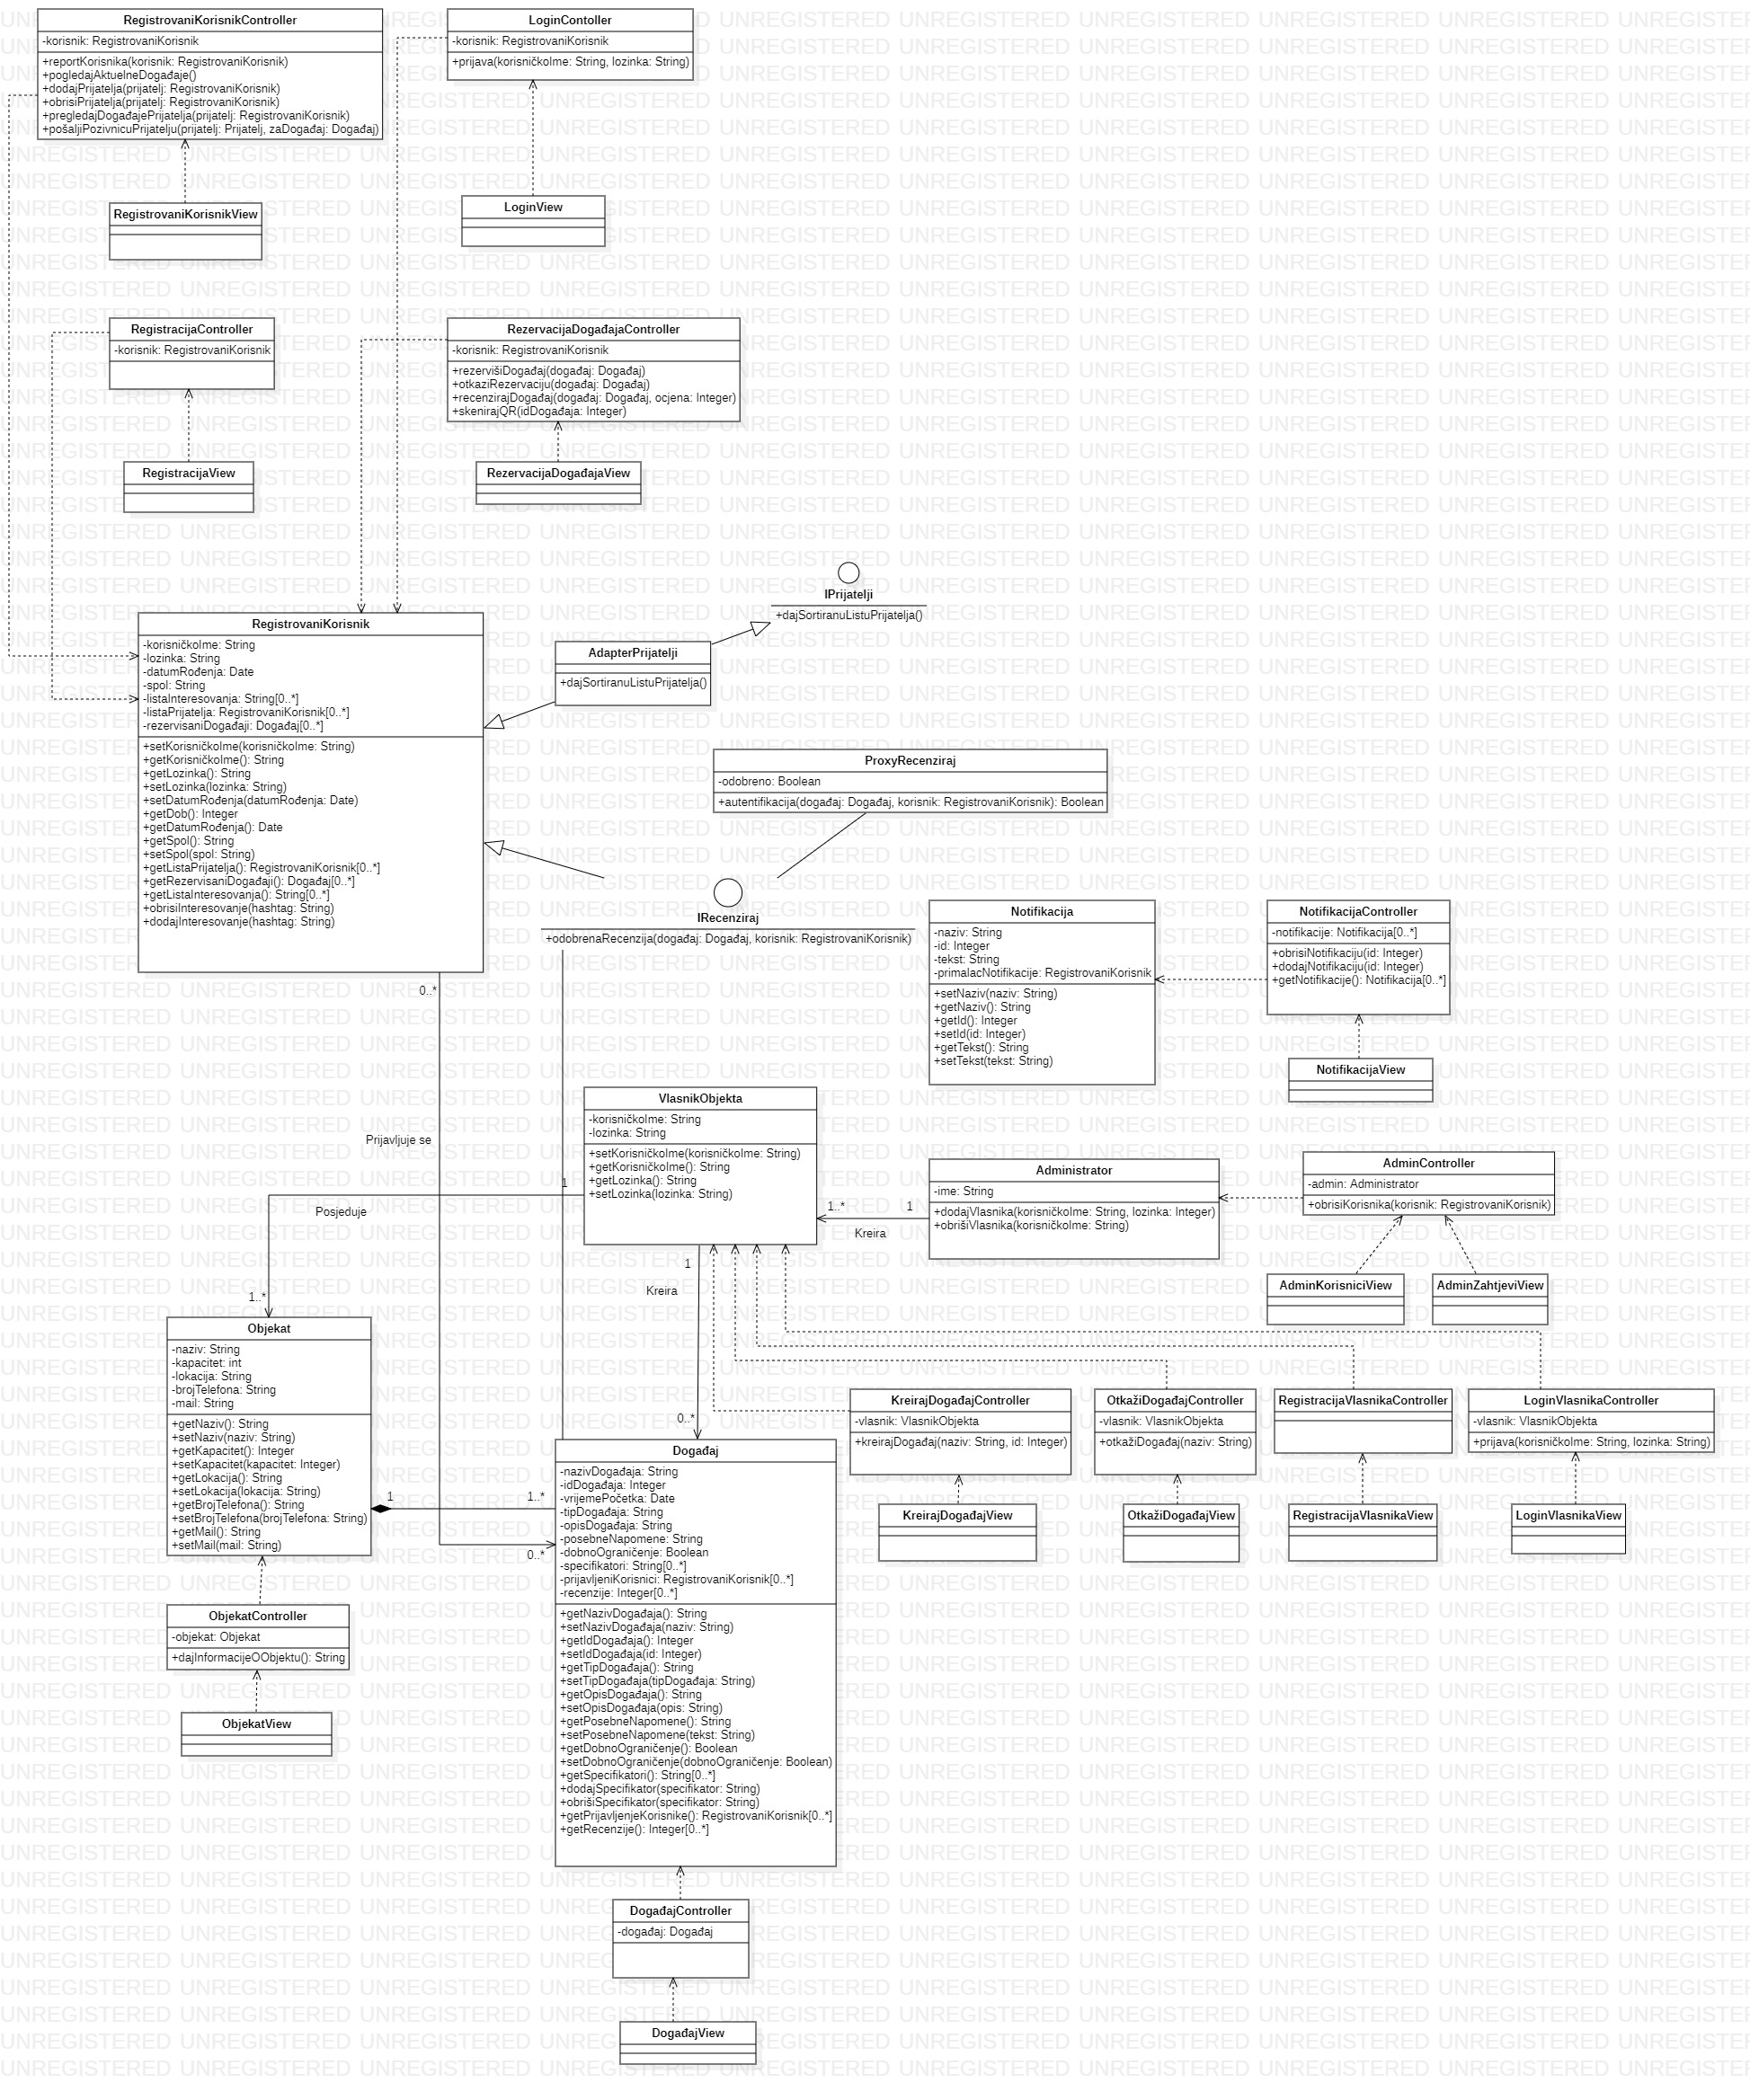 RegistrovaniKorisnikController
-korisnik: RegistrovaniKorisnik
+reportKorisnika(korisnik: RegistrovaniKorisnik)
+pogledajAktuelneDogađaje()
+dodajPrijatelja(prijatelj: RegistrovaniKorisnik)
+obrisiPrijatelja(prijatelj: RegistrovaniKorisnik)
+pregledajDogađajePrijatelja(prijatelj: RegistrovaniKorisnik)
+pošaljiPozivnicuPrijatelju(prijatelj: Prijatelj, zaDogađaj: Događaj)
LoginContoller
-korisnik: RegistrovaniKorisnik
+prijava(korisničkoIme: String, lozinka: String)
RegistrovaniKorisnikView
LoginView
RegistracijaController
-korisnik: RegistrovaniKorisnik
RezervacijaDogađajaController
-korisnik: RegistrovaniKorisnik
+rezervišiDogađaj(događaj: Događaj)
+otkaziRezervaciju(događaj: Događaj)
+recenzirajDogađaj(događaj: Događaj, ocjena: Integer)
+skenirajQR(idDogađaja: Integer)
RegistracijaView
RezervacijaDogađajaView
IPrijatelji
+dajSortiranuListuPrijatelja()
RegistrovaniKorisnik
-korisničkoIme: String
-lozinka: String
-datumRođenja: Date
-spol: String
-listaInteresovanja: String[0..*]
-listaPrijatelja: RegistrovaniKorisnik[0..*]
-rezervisaniDogađaji: Događaj[0..*]
+setKorisničkoIme(korisničkoIme: String)
+getKorisničkoIme(): String
+getLozinka(): String
+setLozinka(lozinka: String)
+setDatumRođenja(datumRođenja: Date)
+getDob(): Integer
+getDatumRođenja(): Date
+getSpol(): String
+setSpol(spol: String)
+getListaPrijatelja(): RegistrovaniKorisnik[0..*]
+getRezervisaniDogađaji(): Događaj[0..*]
+getListaInteresovanja(): String[0..*]
+obrisiInteresovanje(hashtag: String)
+dodajInteresovanje(hashtag: String)
AdapterPrijatelji
+dajSortiranuListuPrijatelja()
ProxyRecenziraj
-odobreno: Boolean
+autentifikacija(događaj: Događaj, korisnik: RegistrovaniKorisnik): Boolean
IRecenziraj
+odobrenaRecenzija(događaj: Događaj, korisnik: RegistrovaniKorisnik)
Notifikacija
-naziv: String
-id: Integer
-tekst: String
-primalacNotifikacije: RegistrovaniKorisnik
+setNaziv(naziv: String)
+getNaziv(): String
+getId(): Integer
+setId(id: Integer)
+getTekst(): String
+setTekst(tekst: String)
NotifikacijaController
-notifikacije: Notifikacija[0..*]
+obrisiNotifikaciju(id: Integer)
+dodajNotifikaciju(id: Integer)
+getNotifikacije(): Notifikacija[0..*]
NotifikacijaView
0..*
Prijavljuje se
VlasnikObjekta
-korisničkoIme: String
-lozinka: String
+setKorisničkoIme(korisničkoIme: String)
+getKorisničkoIme(): String
+getLozinka(): String
+setLozinka(lozinka: String)
1
Posjeduje
1..*
Administrator
-ime: String
+dodajVlasnika(korisničkoIme: String, lozinka: Integer)
+obrišiVlasnika(korisničkoIme: String)
1..*
1
Kreira
AdminController
-admin: Administrator
+obrisiKorisnika(korisnik: RegistrovaniKorisnik)
AdminKorisniciView
AdminZahtjeviView
1
Kreira
0..*
Objekat
-naziv: String
-kapacitet: int
-lokacija: String
-brojTelefona: String
-mail: String
+getNaziv(): String
+setNaziv(naziv: String)
+getKapacitet(): Integer
+setKapacitet(kapacitet: Integer)
+getLokacija(): String
+setLokacija(lokacija: String)
+getBrojTelefona(): String
+setBrojTelefona(brojTelefona: String)
+getMail(): String
+setMail(mail: String)
1
1..*
0..*
KreirajDogađajController
-vlasnik: VlasnikObjekta
+kreirajDogađaj(naziv: String, id: Integer)
OtkažiDogađajController
-vlasnik: VlasnikObjekta
+otkažiDogađaj(naziv: String)
RegistracijaVlasnikaController
LoginVlasnikaController
-vlasnik: VlasnikObjekta
+prijava(korisničkoIme: String, lozinka: String)
KreirajDogađajView
OtkažiDogađajView
RegistracijaVlasnikaView
LoginVlasnikaView
Događaj
-nazivDogađaja: String
-idDogađaja: Integer
-vrijemePočetka: Date
-tipDogađaja: String
-opisDogađaja: String
-posebneNapomene: String
-dobnoOgraničenje: Boolean
-specifikatori: String[0..*]
-prijavljeniKorisnici: RegistrovaniKorisnik[0..*]
-recenzije: Integer[0..*]
+getNazivDogađaja(): String
+setNazivDogađaja(naziv: String)
+getIdDogađaja(): Integer
+setIdDogađaja(id: Integer)
+getTipDogađaja(): String
+setTipDogađaja(tipDogađaja: String)
+getOpisDogađaja(): String
+setOpisDogađaja(opis: String)
+getPosebneNapomene(): String
+setPosebneNapomene(tekst: String)
+getDobnoOgraničenje(): Boolean
+setDobnoOgraničenje(dobnoOgraničenje: Boolean)
+getSpecifikatori(): String[0..*]
+dodajSpecifikator(specifikator: String)
+obrišiSpecifikator(specifikator: String)
+getPrijavljenjeKorisnike(): RegistrovaniKorisnik[0..*]
+getRecenzije(): Integer[0..*]
ObjekatController
-objekat: Objekat
+dajInformacijeOObjektu(): String
ObjekatView
DogađajController
-događaj: Događaj
DogađajView
UNREGISTERED